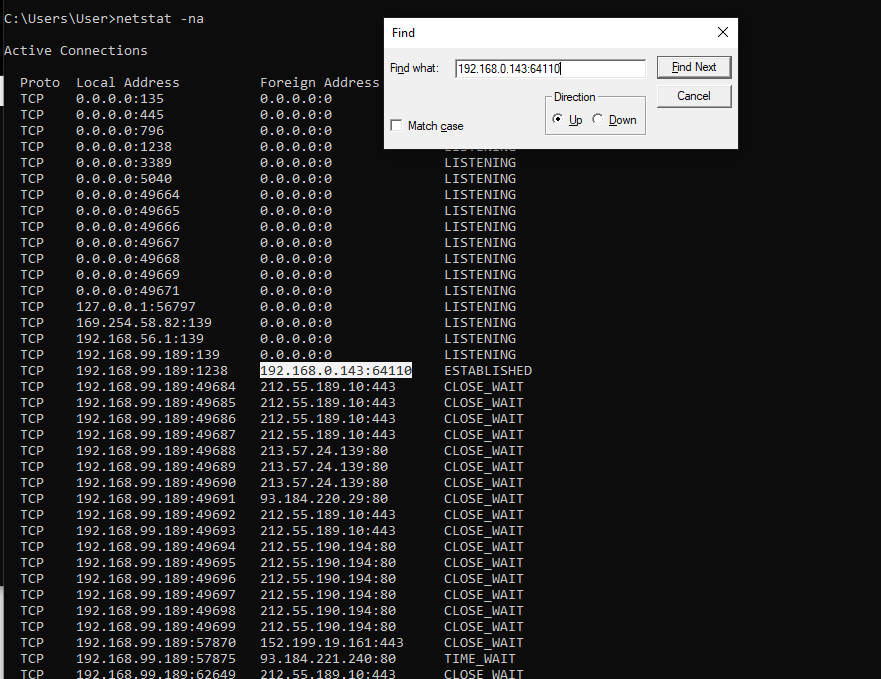 C:\Users\User>netstat -na
Find
Find what: 192.168.0.143:64110 Find Next
Cancel
Direction
Up Down
Match case
Active Connections
Proto Local Address Foreign Address
TCP 0.0.0.0:135 0.0.0.0:0
TCP 0.0.0.0:445 0.0.0.0:0
TCP 0.0.0.0:796 0.0.0.0:0
TCP 0.0.0.0:1238 0.0.0.0:0 LISTENING
TCP 0.0.0.0:3389 0.0.0.0:0 LISTENING
TCP 0.0.0.0:5040 0.0.0.0:0 LISTENING
TCP 0.0.0.0:49664 0.0.0.0:0 LISTENING
TCP 0.0.0.0:49665 0.0.0.0:0 LISTENING
TCP 0.0.0.0:49666 0.0.0.0:0 LISTENING
TCP 0.0.0.0:49667 0.0.0.0:0 LISTENING
TCP 0.0.0.0:49668 0.0.0.0:0 LISTENING
TCP 0.0.0.0:49669 0.0.0.0:0 LISTENING
TCP 0.0.0.0:49671 0.0.0.0:0 LISTENING
TCP 127.0.0.1:56797 0.0.0.0:0 LISTENING
TCP 169.254.58.82:139 0.0.0.0:0 LISTENING
TCP 192.168.56.1:139 0.0.0.0:0 LISTENING
TCP 192.168.99.189:139 0.0.0.0:0 LISTENING
TCP 192.168.99.189:1238 192.168.0.143:64110 ESTABLISHED
TCP 192.168.99.189:49684 212.55.189.10:443 CLOSE_WAIT
TCP 192.168.99.189:49685 212.55.189.10:443 CLOSE_WAIT
TCP 192.168.99.189:49686 212.55.189.10:443 CLOSE_WAIT
TCP 192.168.99.189:49687 212.55.189.10:443 CLOSE_WAIT
TCP 192.168.99.189:49688 213.57.24.139:80 CLOSE_WAIT
TCP 192.168.99.189:49689 213.57.24.139:80 CLOSE_WAIT
TCP 192.168.99.189:49690 213.57.24.139:80 CLOSE_WAIT
TCP 192.168.99.189:49691 93.184.220.29:80 CLOSE_WAIT
TCP 192.168.99.189:49692 212.55.189.10:443 CLOSE_WAIT
TCP 192.168.99.189:49693 212.55.189.10:443 CLOSE_WAIT
TCP 192.168.99.189:49694 212.55.190.194:80 CLOSE_WAIT
TCP 192.168.99.189:49695 212.55.190.194:80 CLOSE_WAIT
TCP 192.168.99.189:49696 212.55.190.194:80 CLOSE_WAIT
TCP 192.168.99.189:49697 212.55.190.194:80 CLOSE_WAIT
TCP 192.168.99.189:49698 212.55.190.194:80 CLOSE_WAIT
TCP 192.168.99.189:49699 212.55.190.194:80 CLOSE_WAIT
TCP 192.168.99.189:57870 152.199.19.161:443 CLOSE_WAIT
TCP 192.168.99.189:57875 93.184.221.240:80 TIME_WAIT
TCP 192.168.99.189:62649 212.55.189.10:443 CLOSE_WAIT